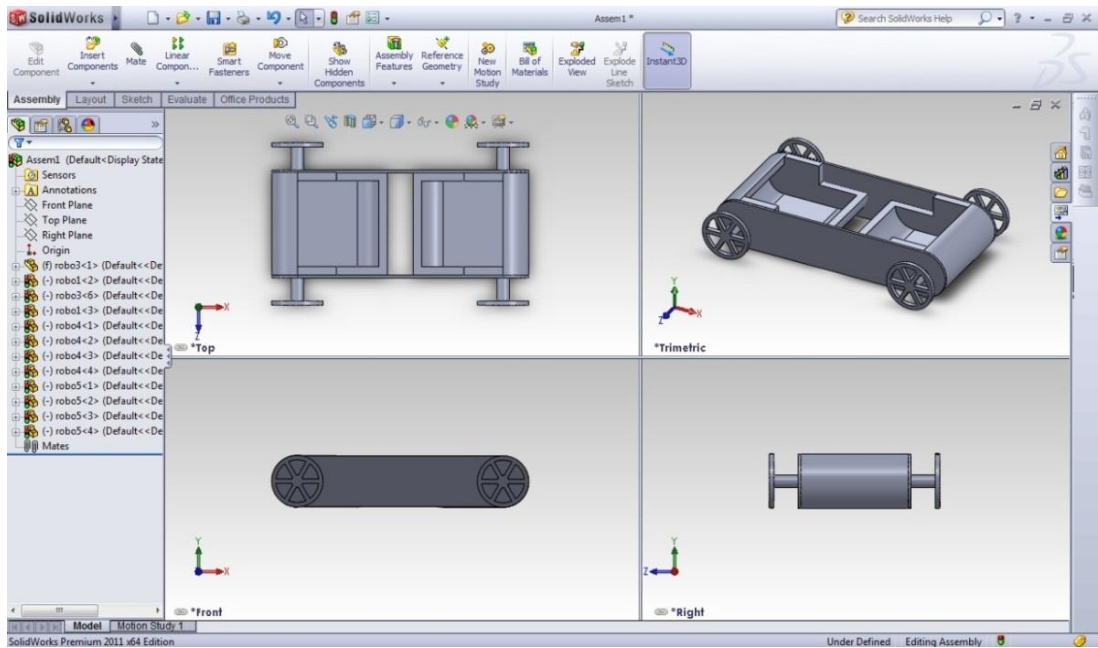 SolidWorks
Assem1 *
Search SolidWorks Help
Edit Component
Insert Components
Mate
Linear Compon...
Smart Fasteners
Move Component
Show Hidden Components
Assembly Features
Reference Geometry
New Motion Study
Bill of Materials
Exploded View
Explode Line Sketch
Instant3D
Assembly Layout Sketch Evaluate Office Products
Assem1 (Default<Display State
Sensors
Annotations
Front Plane
Top Plane
Right Plane
Origin
(f) robo3<1> (Default<<De
(-) robo1<2> (Default<<De
(-) robo3<6> (Default<<De
(-) robo1<3> (Default<<De
(-) robo4<1> (Default<<De
(-) robo4<2> (Default<<De
(-) robo4<3> (Default<<De
(-) robo4<4> (Default<<De
(-) robo5<1> (Default<<De
(-) robo5<2> (Default<<De
(-) robo5<3> (Default<<De
(-) robo5<4> (Default<<De
Mates
X
Z
*Top
Y
Z
X
*Trimetric
Y
X
*Front
Y
Z
*Right
Model Motion Study 1
SolidWorks Premium 2011 x64 Edition
Under Defined Editing Assembly